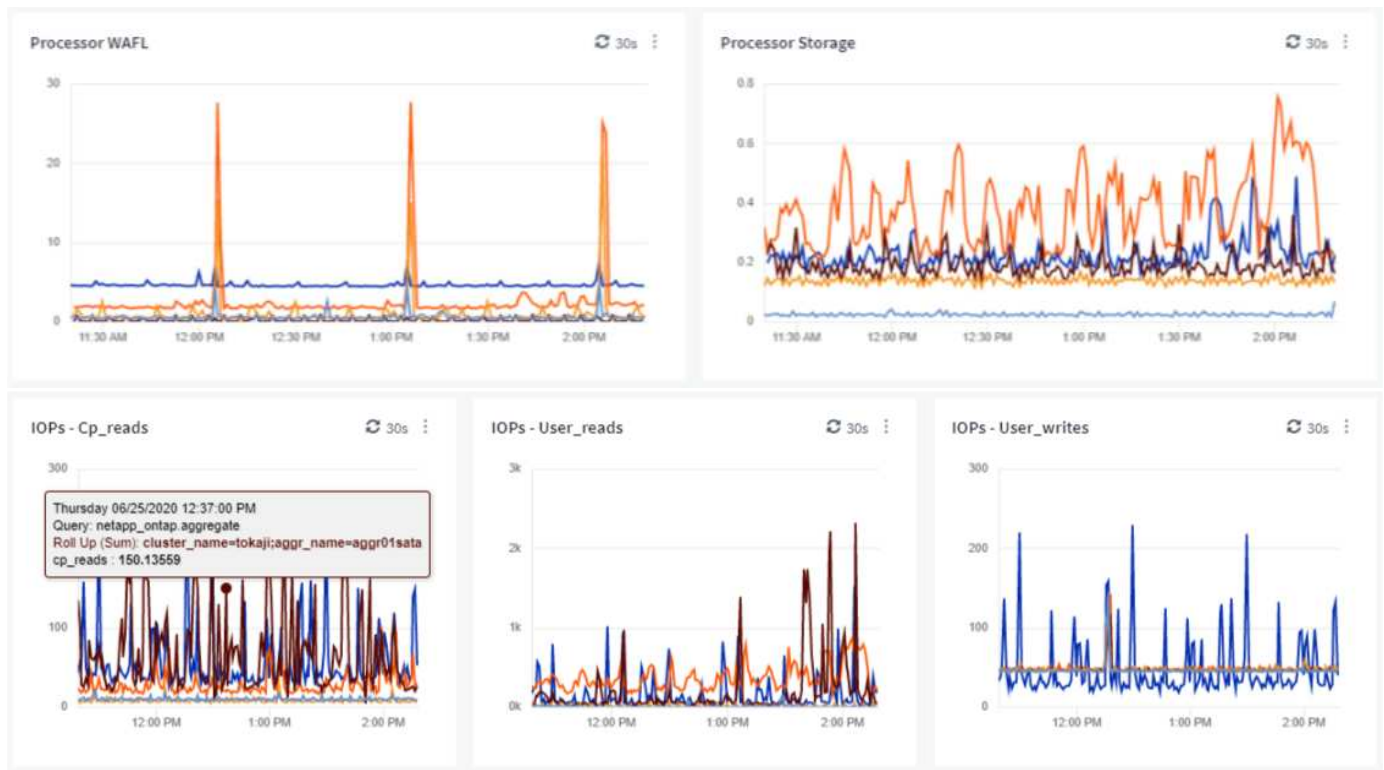 Processor WAFL
30s
30
20
10
0
11:30 AM 12:00 PM 12:30 PM 1:00 PM 1:30 PM 2:00 PM
Processor Storage
30s
0.8
0.6
0.4
0.2
0
11:30 AM 12:00 PM 12:30 PM 1:00 PM 1:30 PM 2:00 PM
IOPs - Cp_reads
30s
300
Thursday 06/25/2020 12:37:00 PM
Query: netapp_ontap.aggregate
Roll Up (Sum): cluster_name=tokaji;aggr_name=aggr01sata
cp_reads : 150.13559
100
0
12:00 PM 1:00 PM 2:00 PM
IOPs - User_reads
30s
3k
2k
1k
0k
12:00 PM 1:00 PM 2:00 PM
IOPs - User_writes
30s
300
200
100
0
12:00 PM 1:00 PM 2:00 PM